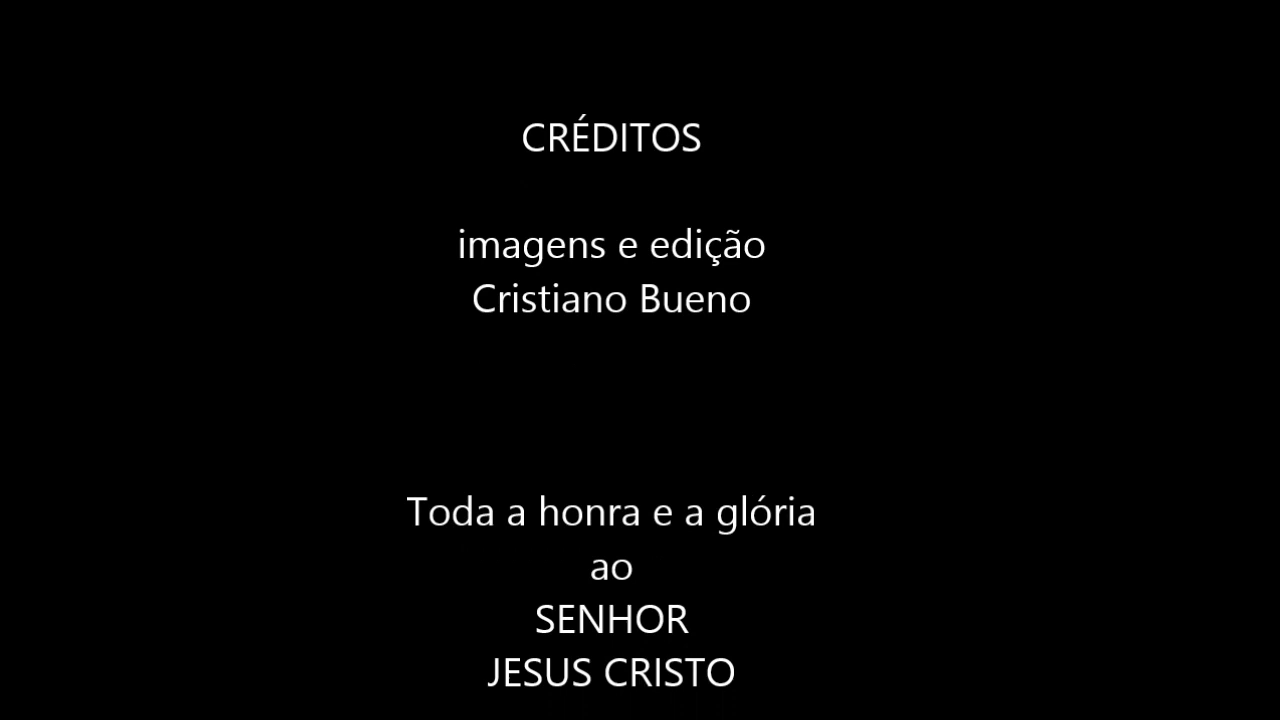 CRÉDITOS
imagens e edição
Cristiano Bueno
Toda a honra e a glória
ao
SENHOR
JESUS CRISTO